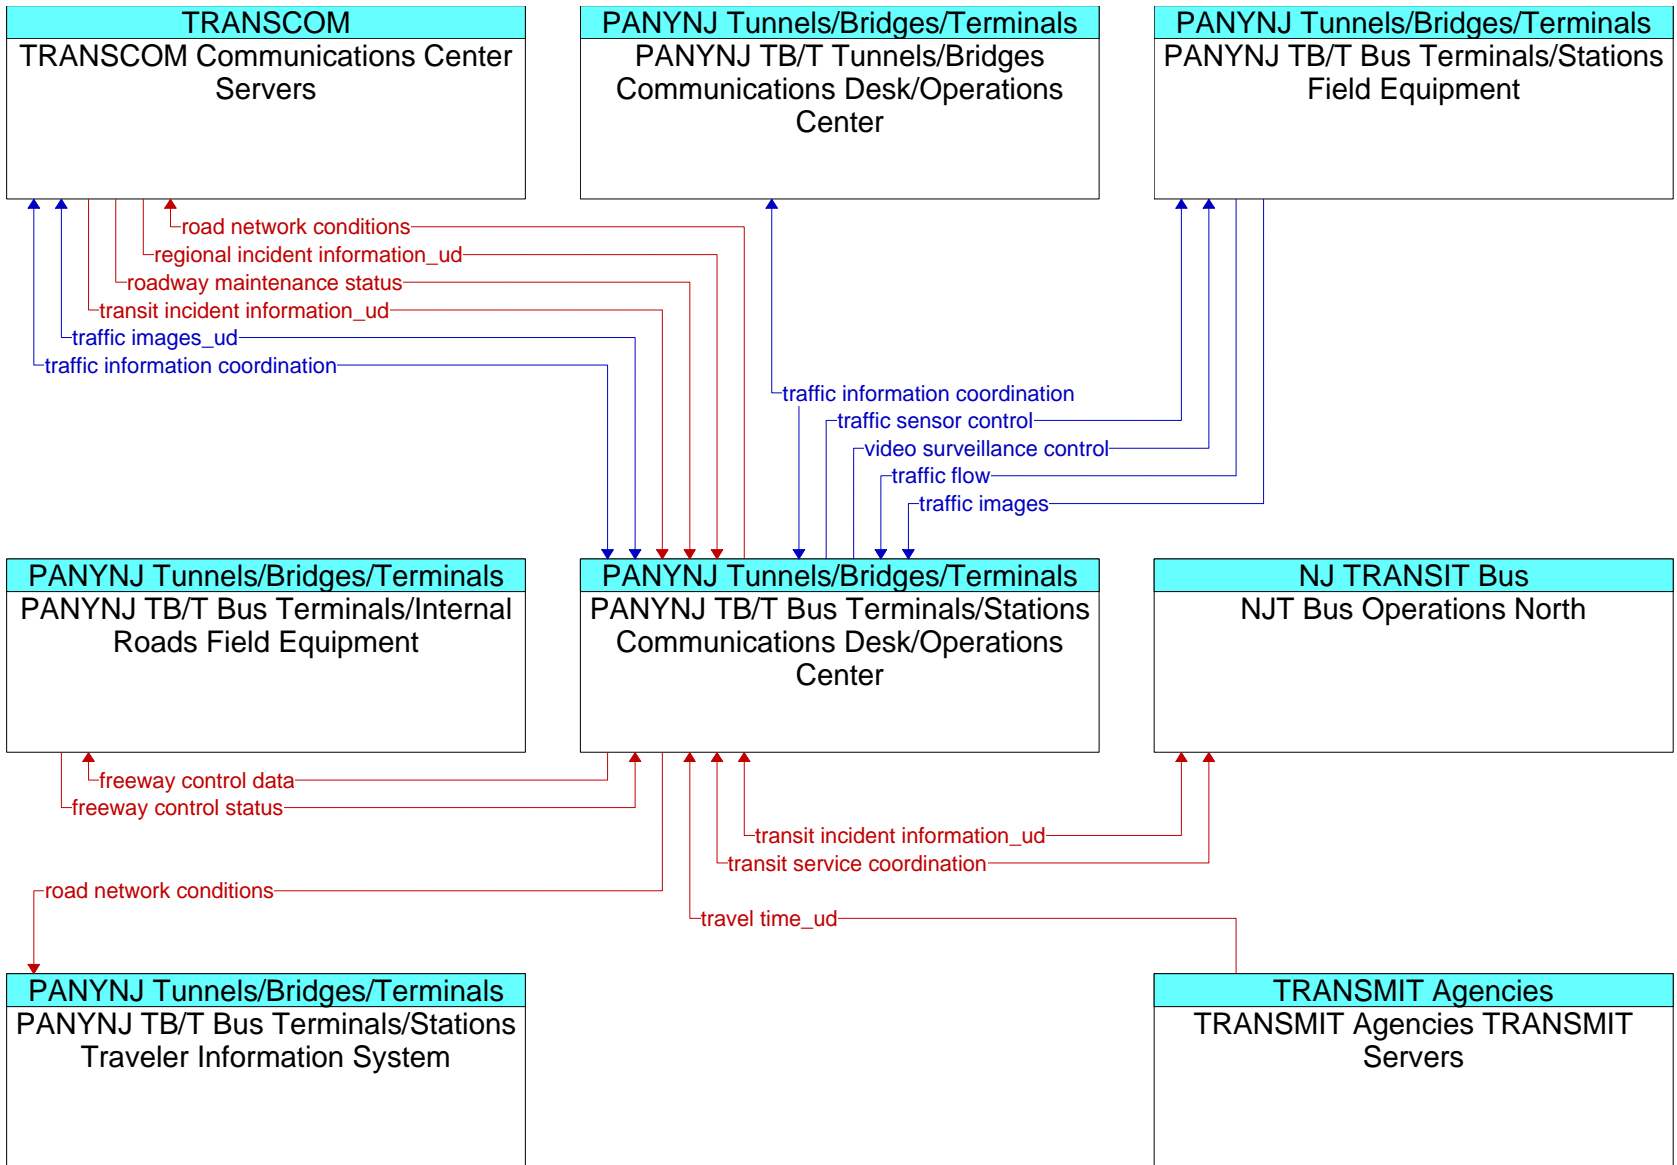 TRANSCOM
TRANSCOM Communications Center
Servers
PANYNJ Tunnels/Bridges/Terminals
PANYNJ TB/T Tunnels/Bridges
Communications Desk/Operations
Center
PANYNJ Tunnels/Bridges/Terminals
PANYNJ TB/T Bus Terminals/Stations
Field Equipment
road network conditions
regional incident information_ud
roadway maintenance status
transit incident information_ud
traffic images_ud
traffic information coordination
traffic information coordination
traffic sensor control
video surveillance control
traffic flow
traffic images
PANYNJ Tunnels/Bridges/Terminals
PANYNJ TB/T Bus Terminals/Internal
Roads Field Equipment
PANYNJ Tunnels/Bridges/Terminals
PANYNJ TB/T Bus Terminals/Stations
Communications Desk/Operations
Center
NJ TRANSIT Bus
NJT Bus Operations North
freeway control data
freeway control status
transit incident information_ud
transit service coordination
road network conditions
travel time_ud
PANYNJ Tunnels/Bridges/Terminals
PANYNJ TB/T Bus Terminals/Stations
Traveler Information System
TRANSMIT Agencies
TRANSMIT Agencies TRANSMIT
Servers